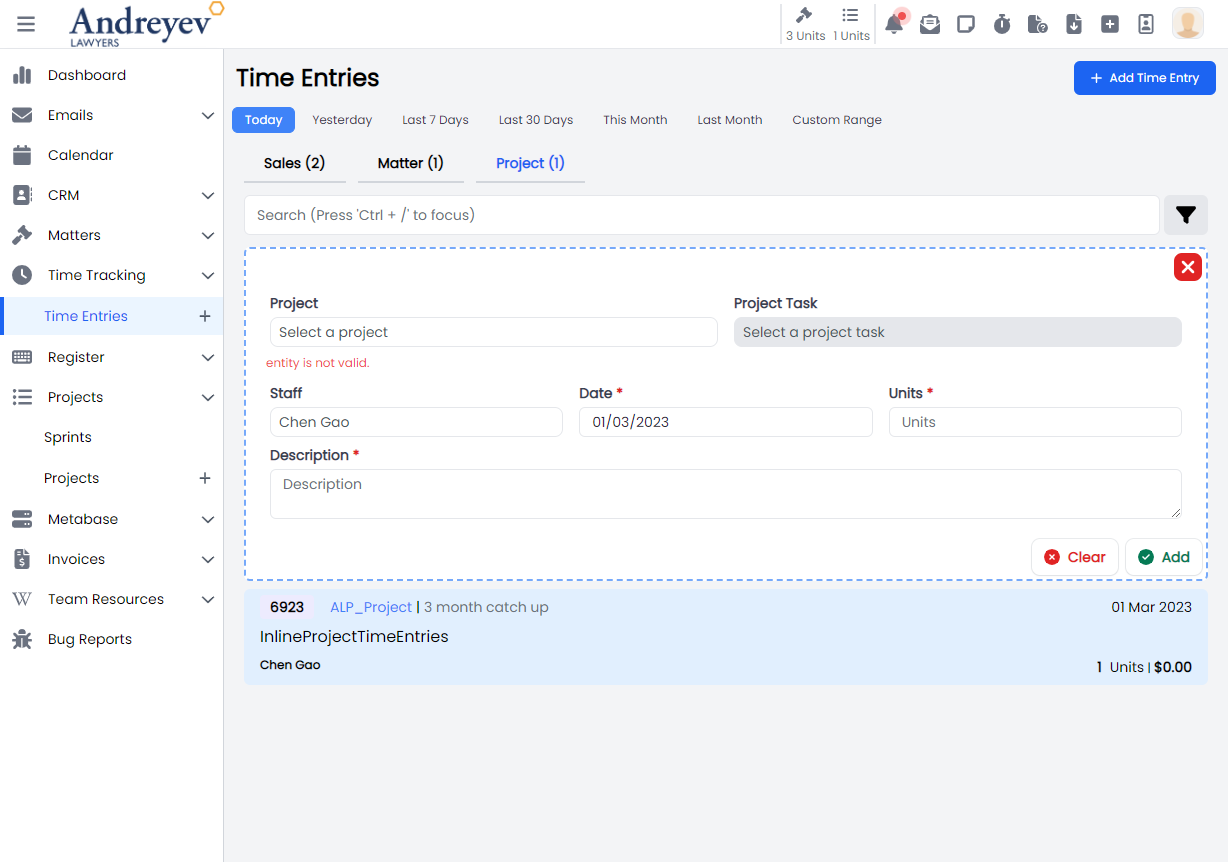 Andreyev
LAWYERS
3 Units 1 Units
Dashboard
Emails
Calendar
CRM
Matters
Time Tracking
Time Entries
Register
Projects
Sprints
Projects
Metabase
Invoices
Team Resources
Bug Reports
Time Entries
Add Time Entry
Today Yesterday Last 7 Days Last 30 Days This Month Last Month Custom Range
Sales (2) Matter (1) Project (1)
Search (Press 'Ctrl + /' to focus)
Project Project Task
Select a project Select a project task
entity is not valid.
Staff Date * Units *
Chen Gao 01/03/2023 Units
Description *
Description
Clear Add
6923 ALP_Project | 3 month catch up 01 Mar 2023
InlineProjectTimeEntries
Chen Gao 1 Units | $0.00